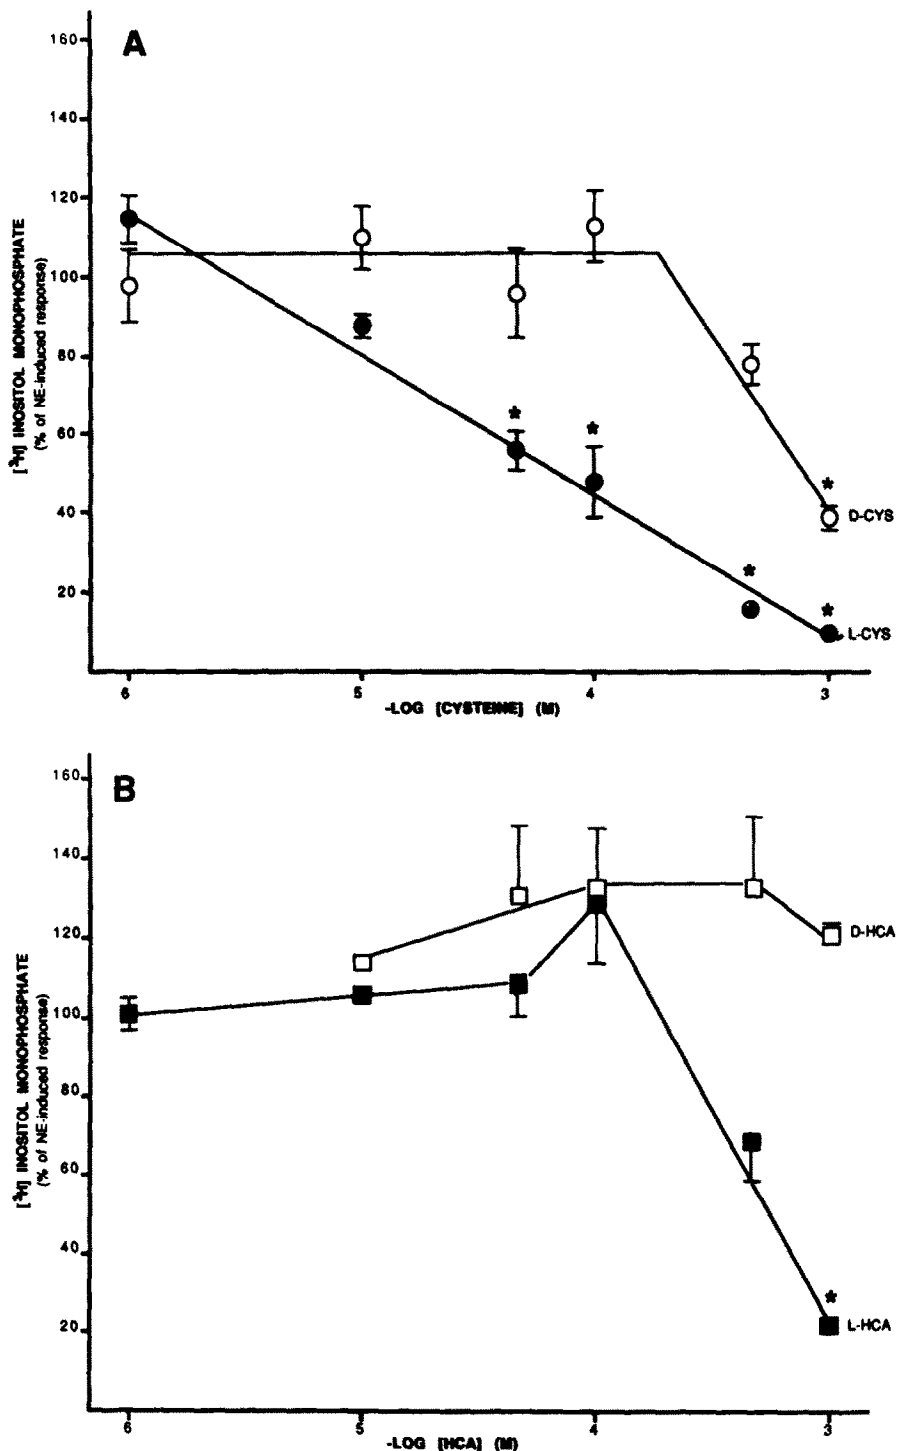 A
160
140
120
100
80
60
40
20
[³H] INOSITOL MONOPHOSPHATE
(% of NE-induced response)
*
*
*
*
*
D-CYS
L-CYS
6 5 4 3
-LOG [CYSTEINE] (M)
B
160
140
120
100
80
60
40
20
[³H] INOSITOL MONOPHOSPHATE
(% of NE-induced response)
D-HCA
*
L-HCA
6 5 4 3
-LOG [HCA] (M)